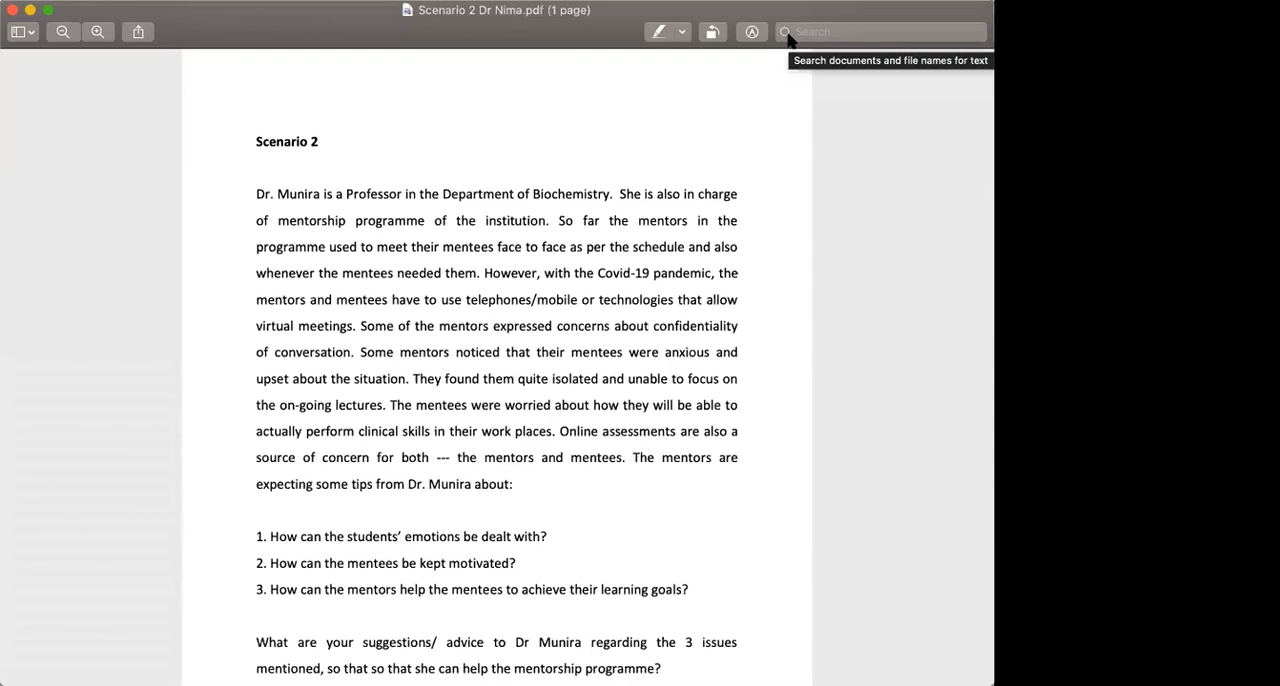 Scenario 2 Dr Nima.pdf (1 page)
Search
Search documents and file names for text
Scenario 2
Dr. Munira is a Professor in the Department of Biochemistry. She is also in charge
of mentorship programme of the institution. So far the mentors in the
programme used to meet their mentees face to face as per the schedule and also
whenever the mentees needed them. However, with the Covid-19 pandemic, the
mentors and mentees have to use telephones/mobile or technologies that allow
virtual meetings. Some of the mentors expressed concerns about confidentiality
of conversation. Some mentors noticed that their mentees were anxious and
upset about the situation. They found them quite isolated and unable to focus on
the on-going lectures. The mentees were worried about how they will be able to
actually perform clinical skills in their work places. Online assessments are also a
source of concern for both --- the mentors and mentees. The mentors are
expecting some tips from Dr. Munira about:
1. How can the students’ emotions be dealt with?
2. How can the mentees be kept motivated?
3. How can the mentors help the mentees to achieve their learning goals?
What are your suggestions/ advice to Dr Munira regarding the 3 issues
mentioned, so that so that she can help the mentorship programme?